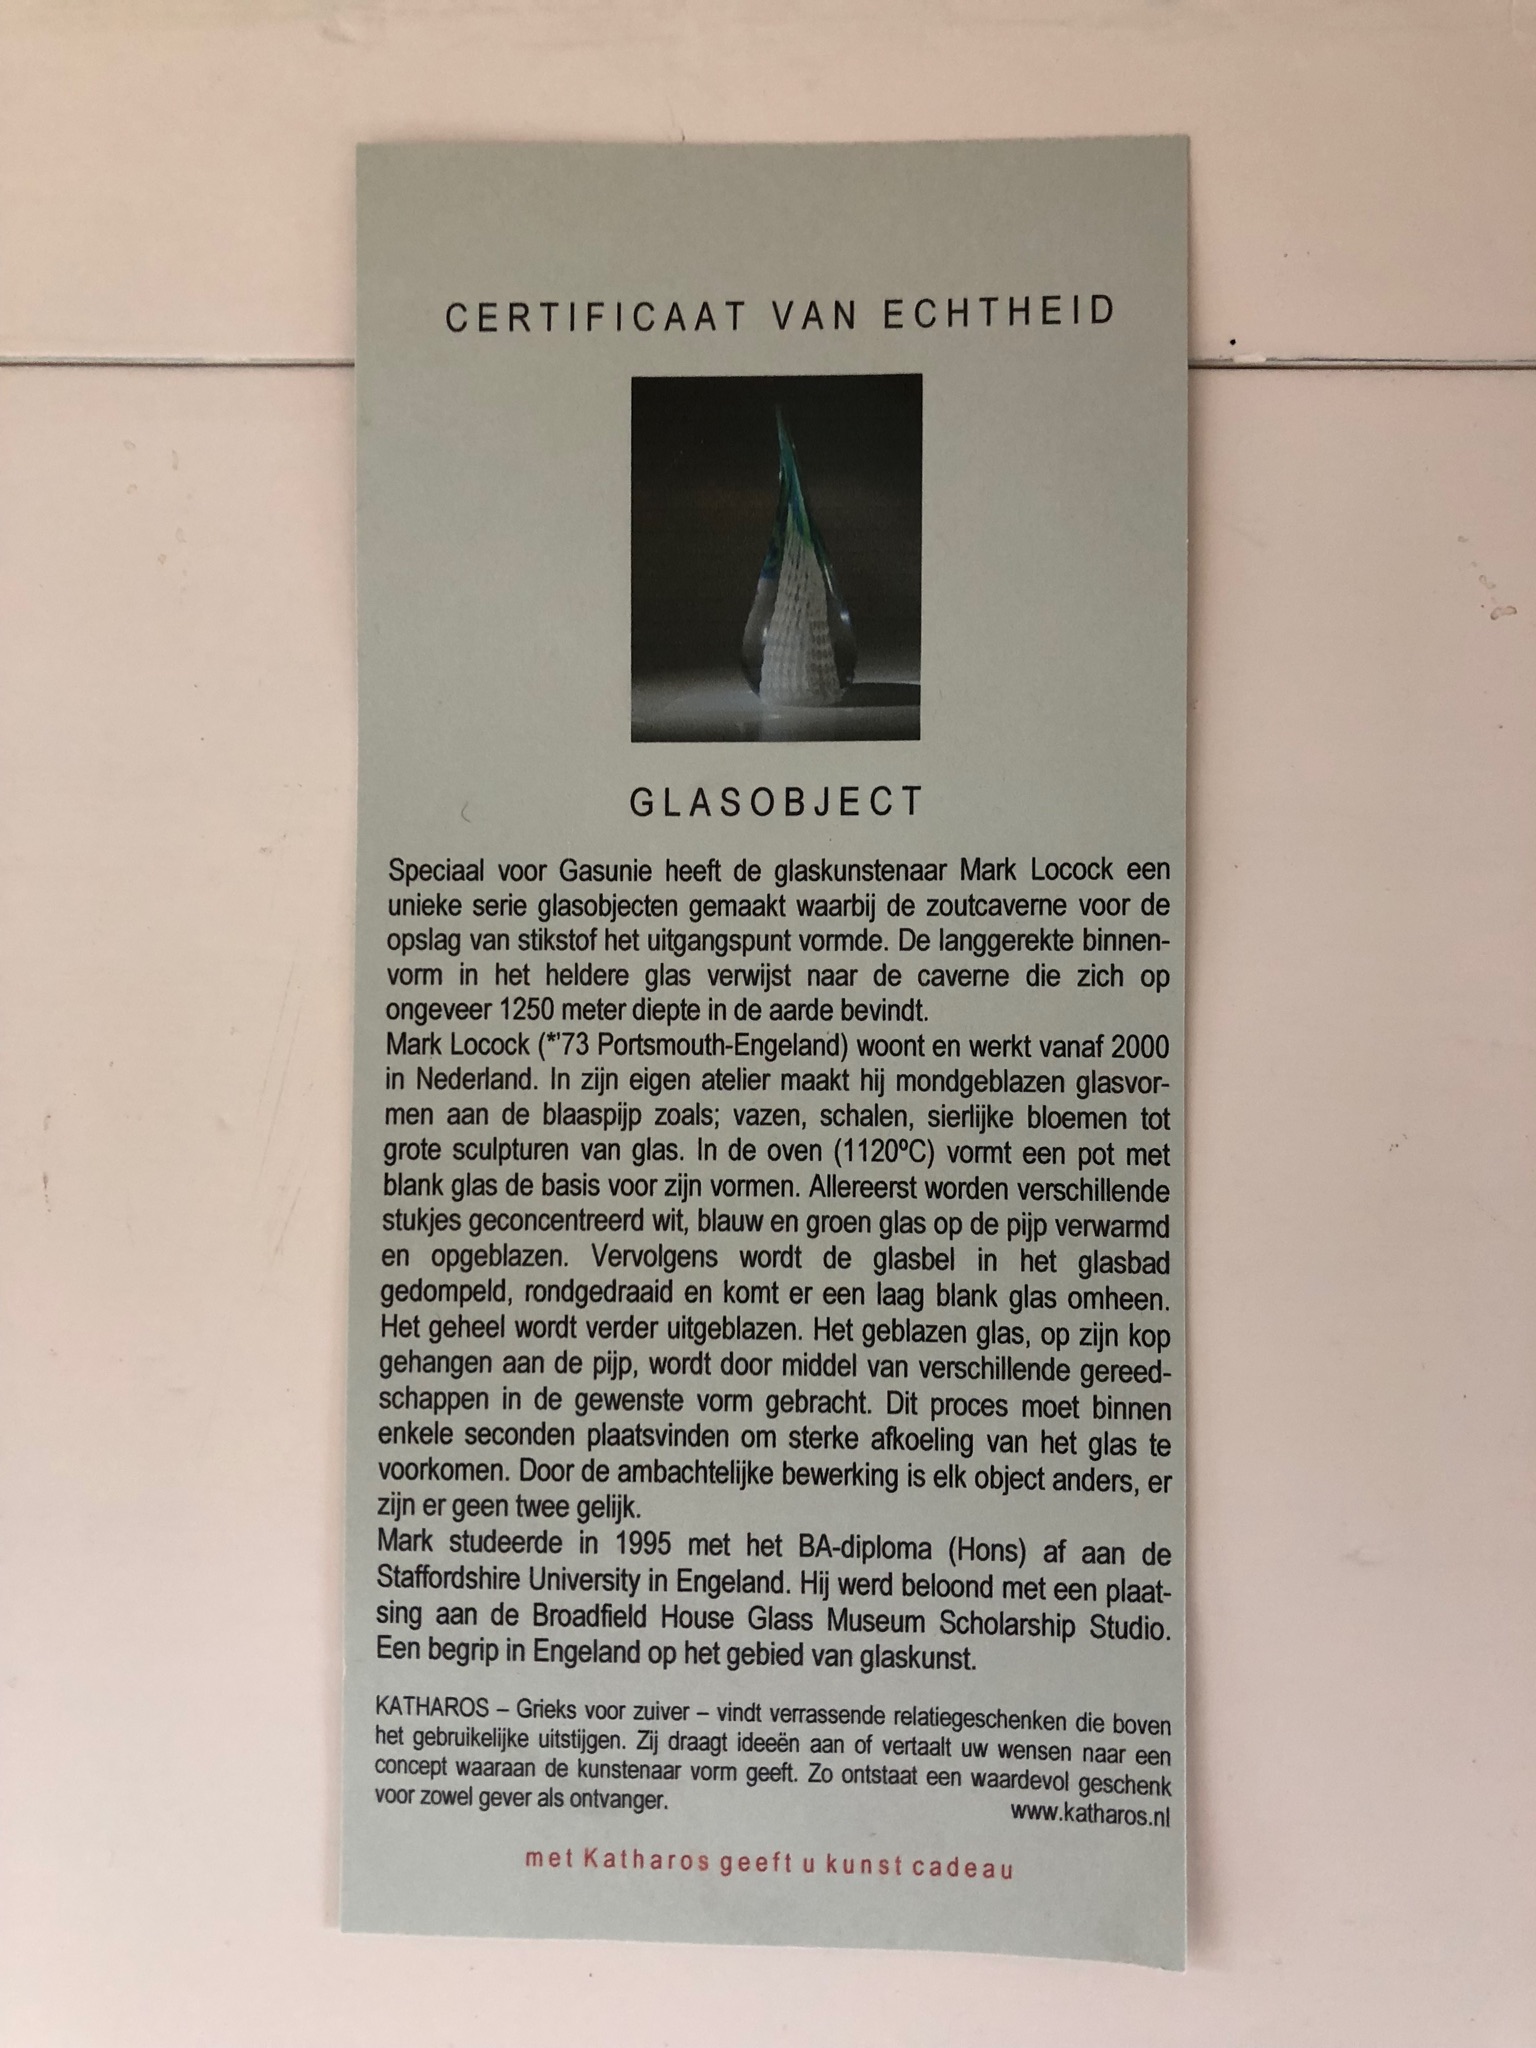 CERTIFICAAT VAN ECHTHEID
GLASOBJECT
Speciaal voor Gasunie heeft de glaskunstenaar Mark Locock een
unieke serie glasobjecten gemaakt waarbij de zoutcaverne voor de
opslag van stikstof het uitgangspunt vormde. De langgerekte binnen-
vorm in het heldere glas verwijst naar de caverne die zich op
ongeveer 1250 meter diepte in de aarde bevindt.
Mark Locock (*'73 Portsmouth-Engeland) woont en werkt vanaf 2000
in Nederland. In zijn eigen atelier maakt hij mondgeblazen glasvor-
men aan de blaaspijp zoals; vazen, schalen, sierlijke bloemen tot
grote sculpturen van glas. In de oven (1120ºC) vormt een pot met
blank glas de basis voor zijn vormen. Allereerst worden verschillende
stukjes geconcentreerd wit, blauw en groen glas op de pijp verwarmd
en opgeblazen. Vervolgens wordt de glasbel in het glasbad
gedompeld, rondgedraaid en komt er een laag blank glas omheen.
Het geheel wordt verder uitgeblazen. Het geblazen glas, op zijn kop
gehangen aan de pijp, wordt door middel van verschillende gereed-
schappen in de gewenste vorm gebracht. Dit proces moet binnen
enkele seconden plaatsvinden om sterke afkoeling van het glas te
voorkomen. Door de ambachtelijke bewerking is elk object anders, er
zijn er geen twee gelijk.
Mark studeerde in 1995 met het BA-diploma (Hons) af aan de
Staffordshire University in Engeland. Hij werd beloond met een plaat-
sing aan de Broadfield House Glass Museum Scholarship Studio.
Een begrip in Engeland op het gebied van glaskunst.
KATHAROS – Grieks voor zuiver – vindt verrassende relatiegeschenken die boven
het gebruikelijke uitstijgen. Zij draagt ideeën aan of vertaalt uw wensen naar een
concept waaraan de kunstenaar vorm geeft. Zo ontstaat een waardevol geschenk
voor zowel gever als ontvanger. www.katharos.nl
met Katharos geeft u kunst cadeau